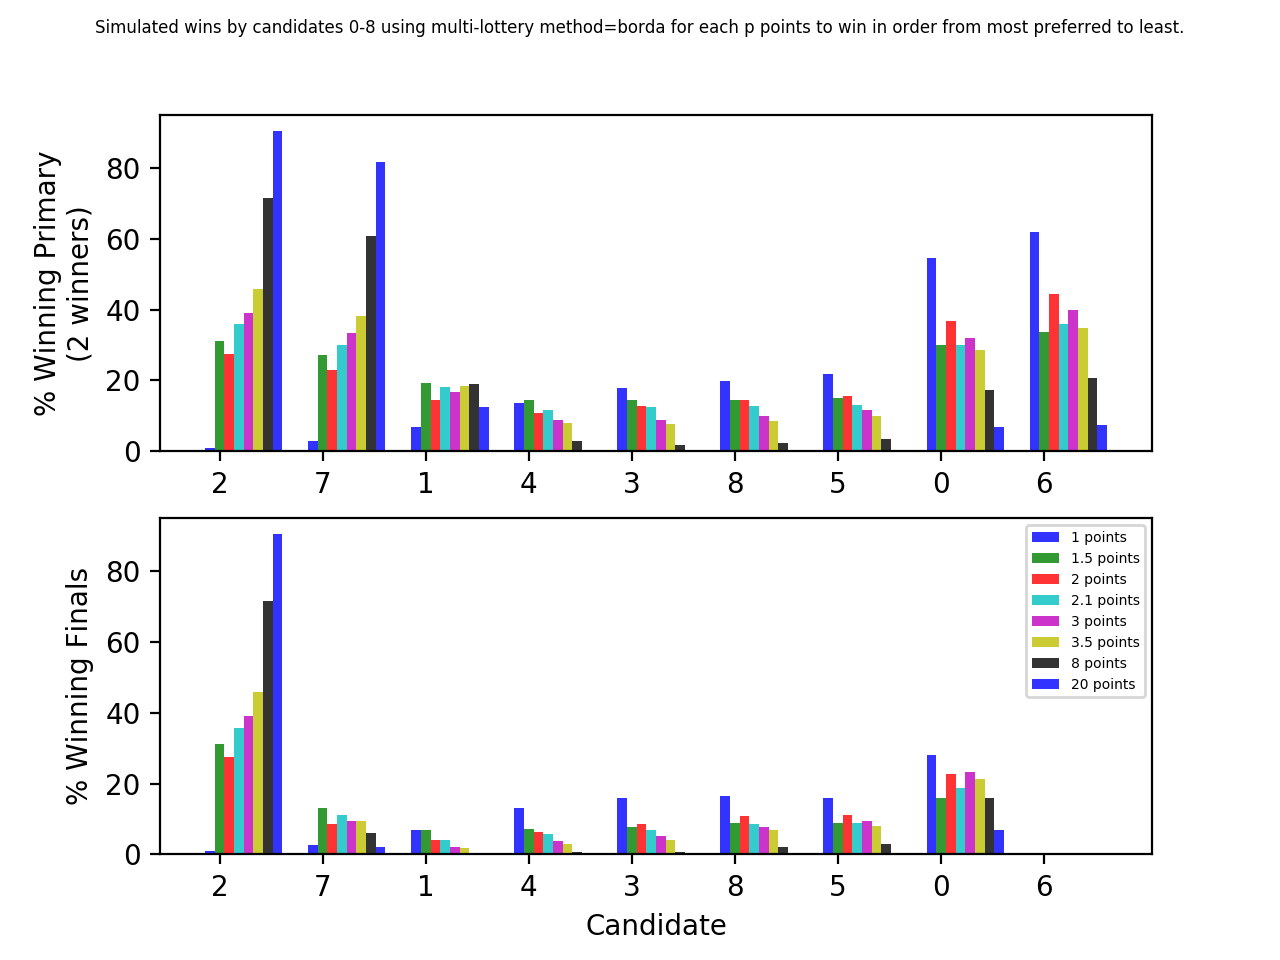 Simulated wins by candidates 0-8 using multi-lottery method=borda for each p points to win in order from most preferred to least.
% Winning Primary
(2 winners)
80
60
40
20
0
2 7 1 4 3 8 5 0 6
% Winning Finals
80
60
40
20
0
1 points
1.5 points
2 points
2.1 points
3 points
3.5 points
8 points
20 points
2 7 1 4 3 8 5 0 6
Candidate